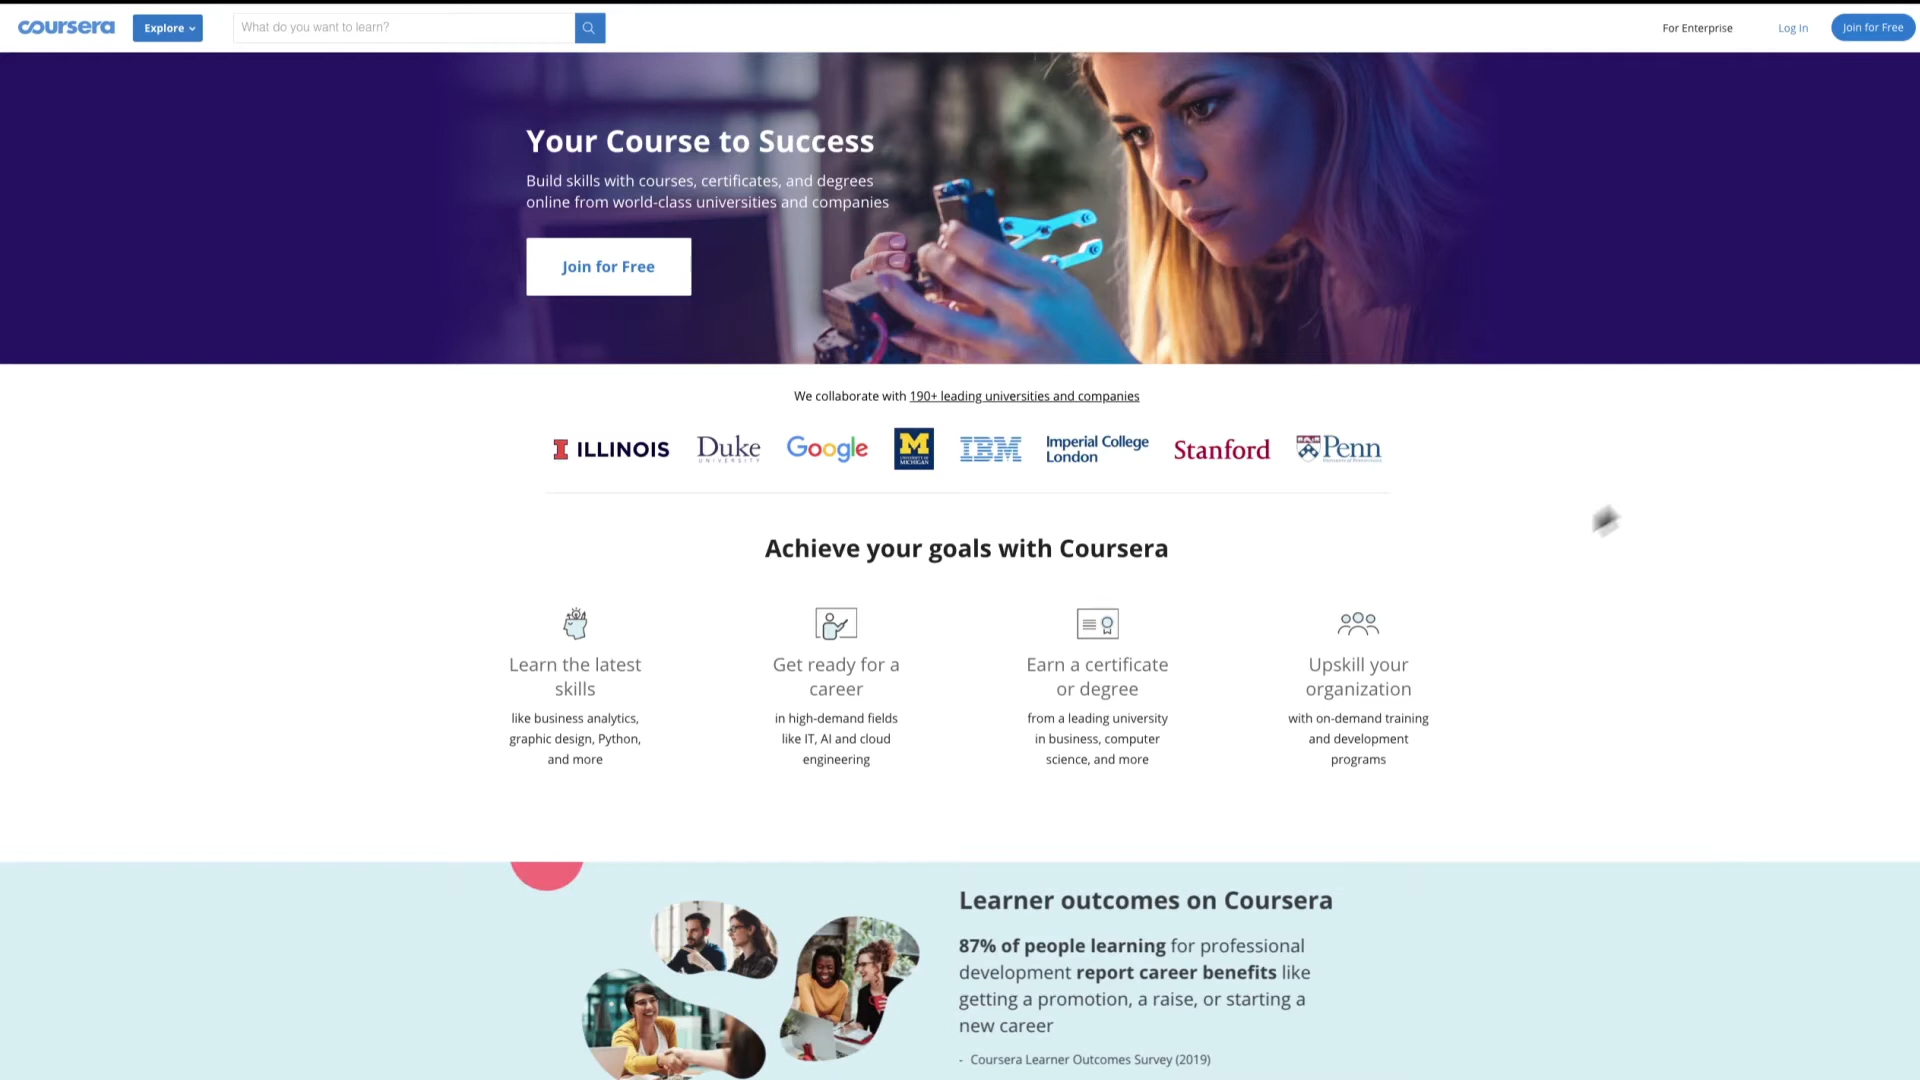 coursera
Explore
What do you want to learn?
For Enterprise
Log In
Join for Free
Your Course to Success
Build skills with courses, certificates, and degrees
online from world-class universities and companies
Join for Free
We collaborate with 190+ leading universities and companies
ILLINOIS
Duke
UNIVERSITY
Google
M
UNIVERSITY OF
MICHIGAN
IBM
Imperial College
London
Stanford
Penn
UNIVERSITY OF PENNSYLVANIA
Achieve your goals with Coursera
Learn the latest
skills
like business analytics,
graphic design, Python,
and more
Get ready for a
career
in high-demand fields
like IT, AI and cloud
engineering
Earn a certificate
or degree
from a leading university
in business, computer
science, and more
Upskill your
organization
with on-demand training
and development
programs
Learner outcomes on Coursera
87% of people learning for professional
development report career benefits like
getting a promotion, a raise, or starting a
new career
- Coursera Learner Outcomes Survey (2019)